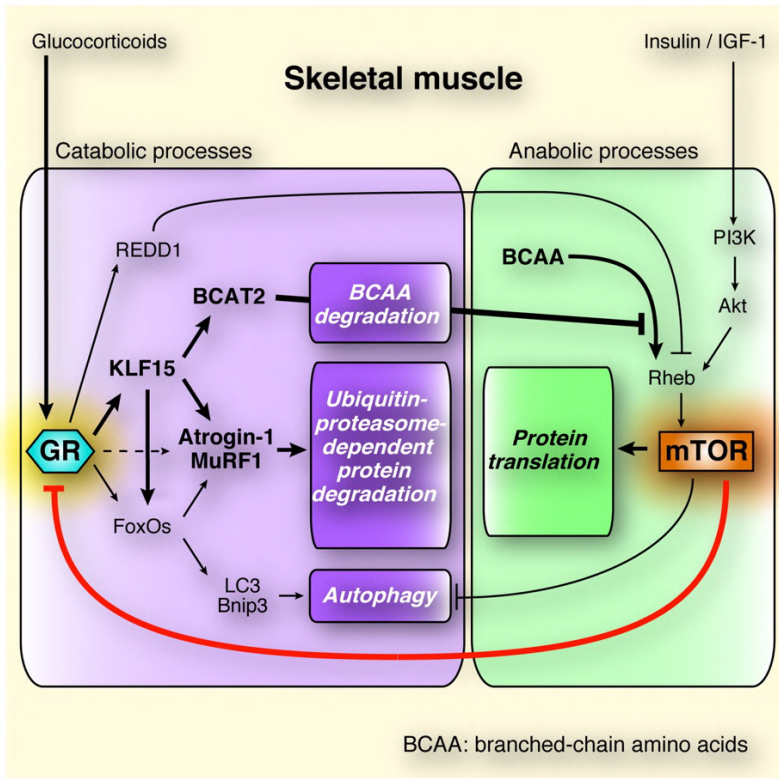 Glucocorticoids
Insulin / IGF-1
Skeletal muscle
Catabolic processes
Anabolic processes
REDD1
PI3K
BCAA
BCAT2
BCAA
degradation
Akt
KLF15
Rheb
Ubiquitin-
proteasome-
dependent
protein
degradation
GR
Atrogin-1
MuRF1
Protein
translation
mTOR
FoxOs
LC3
Bnip3
Autophagy
BCAA: branched-chain amino acids